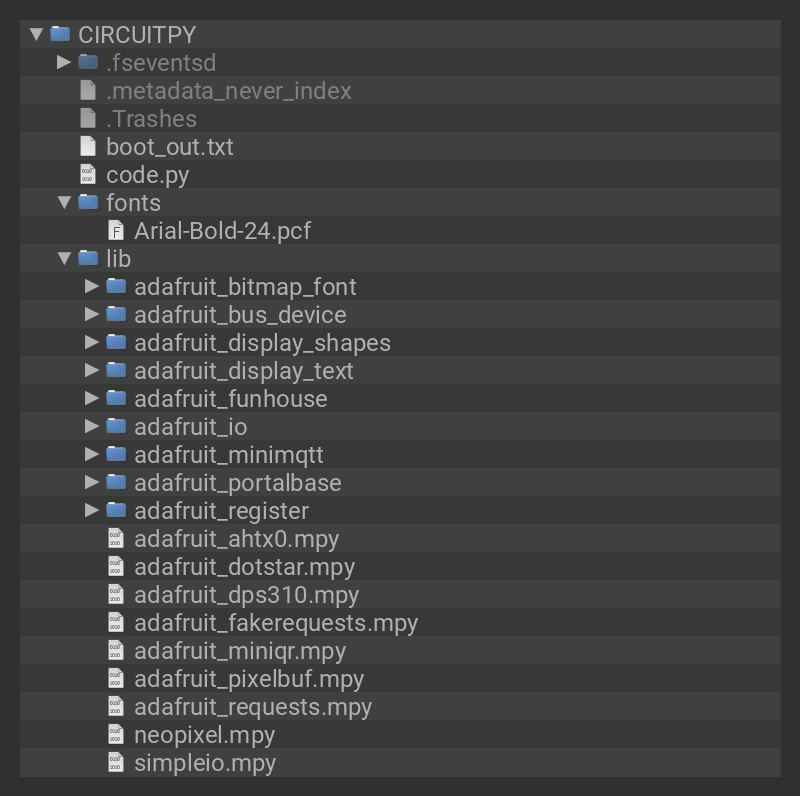 CIRCUITPY
.fseventsd
.metadata_never_index
.Trashes
boot_out.txt
code.py
fonts
Arial-Bold-24.pcf
lib
adafruit_bitmap_font
adafruit_bus_device
adafruit_display_shapes
adafruit_display_text
adafruit_funhouse
adafruit_io
adafruit_minimqtt
adafruit_portalbase
adafruit_register
adafruit_ahtx0.mpy
adafruit_dotstar.mpy
adafruit_dps310.mpy
adafruit_fakerequests.mpy
adafruit_miniqr.mpy
adafruit_pixelbuf.mpy
adafruit_requests.mpy
neopixel.mpy
simpleio.mpy